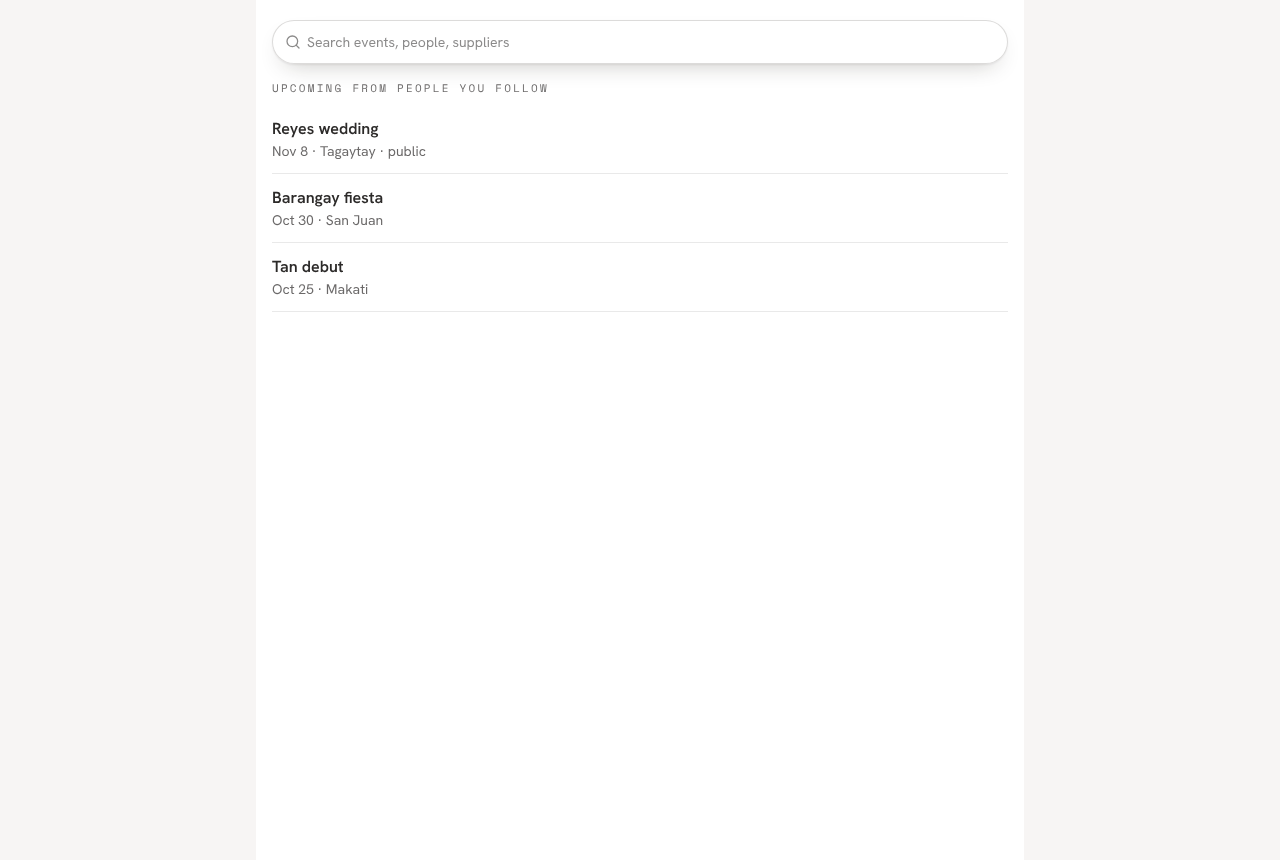 Search events, people, suppliers
UPCOMING FROM PEOPLE YOU FOLLOW
Reyes wedding
Nov 8 · Tagaytay · public
Barangay fiesta
Oct 30 · San Juan
Tan debut
Oct 25 · Makati